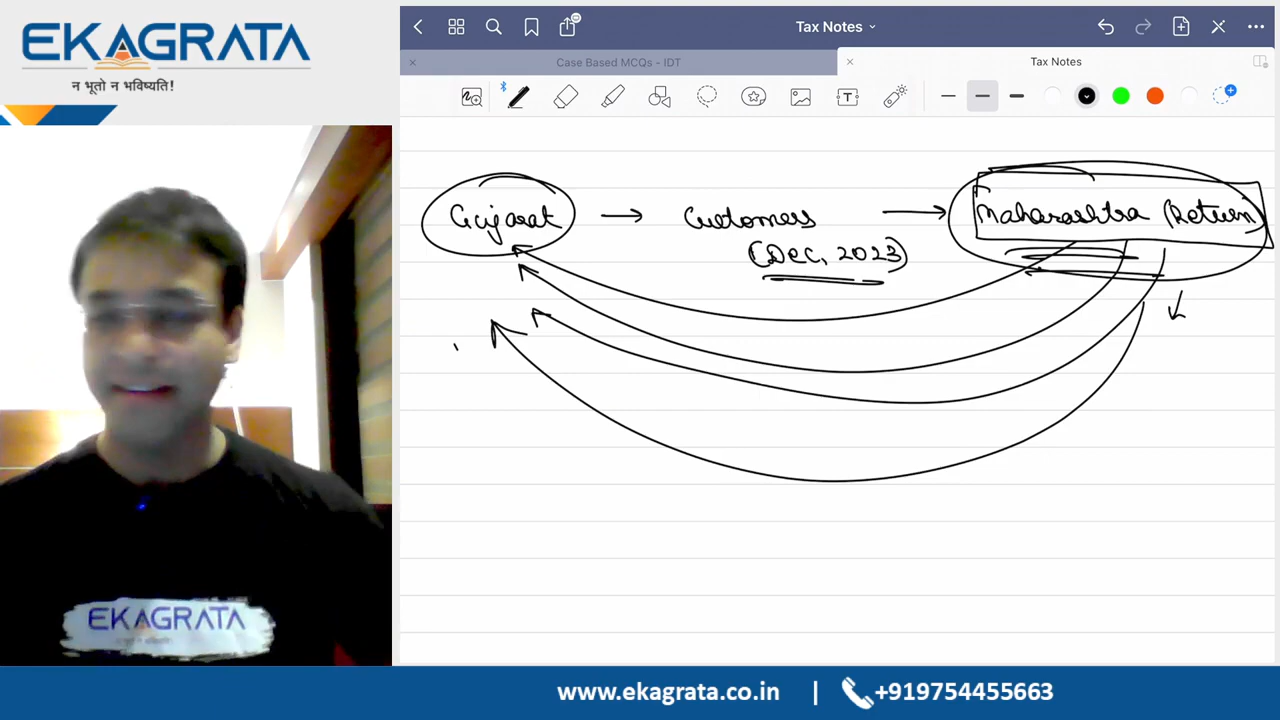 EKAGRATA
न भूतो न भविष्यति!
Tax Notes
Case Based MCQs - IDT
Tax Notes
T
Gujarat → Customers → Maharashtra (Return)
(Dec, 2023)
EKAGRATA
www.ekagrata.co.in | +919754455663